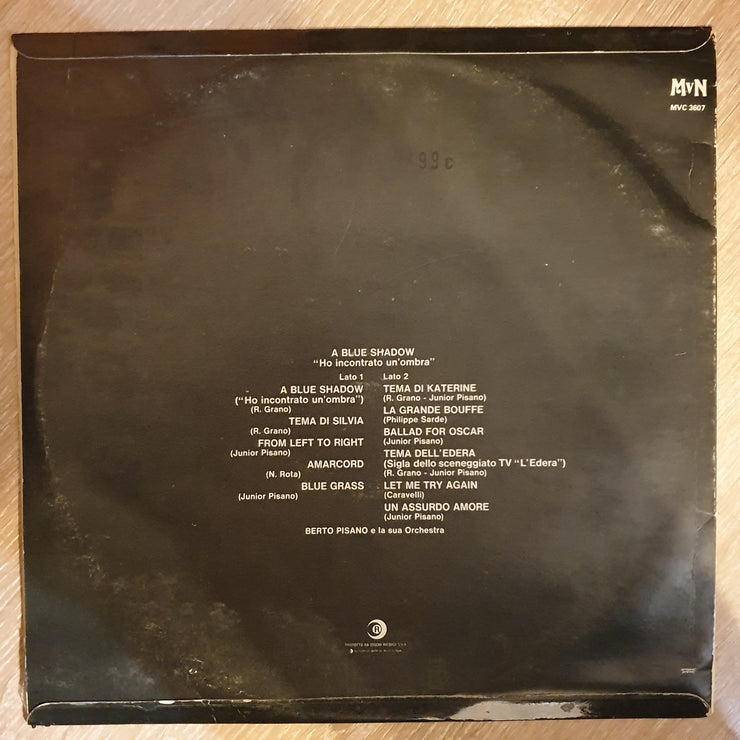 MvN
MVC 3607
99c
A BLUE SHADOW
"Ho incontrato un'ombra"
Lato 1
A BLUE SHADOW
("Ho incontrato un'ombra")
(R. Grano)
TEMA DI SILVIA
(R. Grano)
FROM LEFT TO RIGHT
(Junior Pisano)
AMARCORD
(N. Rota)
BLUE GRASS
(Junior Pisano)
Lato 2
TEMA DI KATERINE
(R. Grano - Junior Pisano)
LA GRANDE BOUFFE
(Philippe Sarde)
BALLAD FOR OSCAR
(Junior Pisano)
TEMA DELL'EDERA
(Sigla dello sceneggiato TV "L'Edera")
(R. Grano - Junior Pisano)
LET ME TRY AGAIN
(Caravelli)
UN ASSURDO AMORE
(Junior Pisano)
BERTO PISANO e la sua Orchestra
R